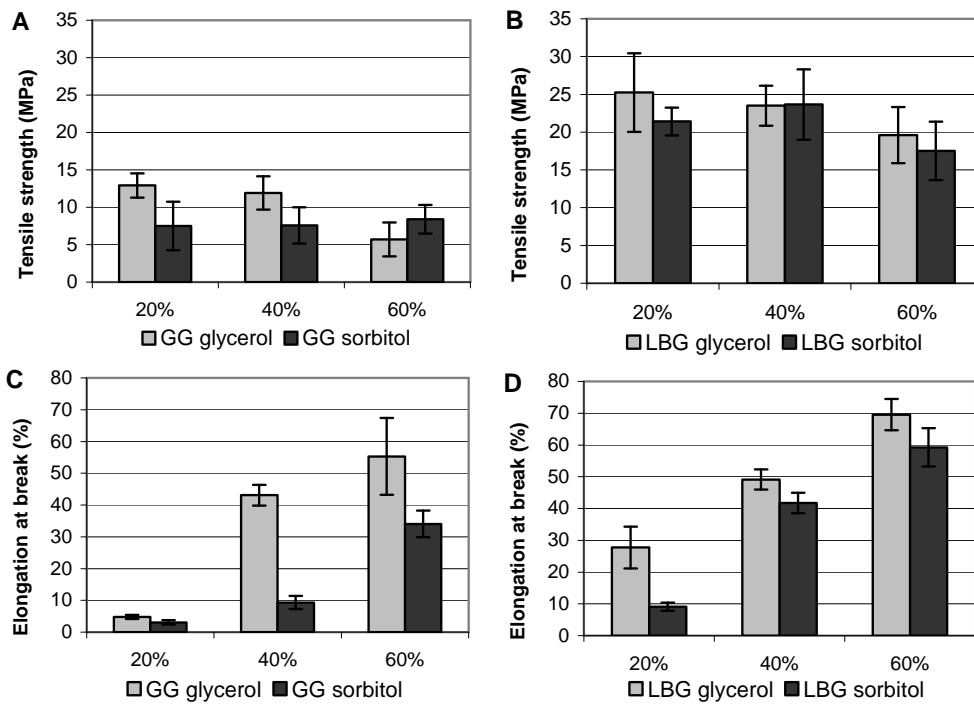 A
Tensile strength (MPa)
35
30
25
20
15
10
5
0
20% 40% 60%
GG glycerol GG sorbitol
B
Tensile strength (MPa)
35
30
25
20
15
10
5
0
20% 40% 60%
LBG glycerol LBG sorbitol
C
Elongation at break (%)
80
70
60
50
40
30
20
10
0
20% 40% 60%
GG glycerol GG sorbitol
D
Elongation at break (%)
80
70
60
50
40
30
20
10
0
20% 40% 60%
LBG glycerol LBG sorbitol